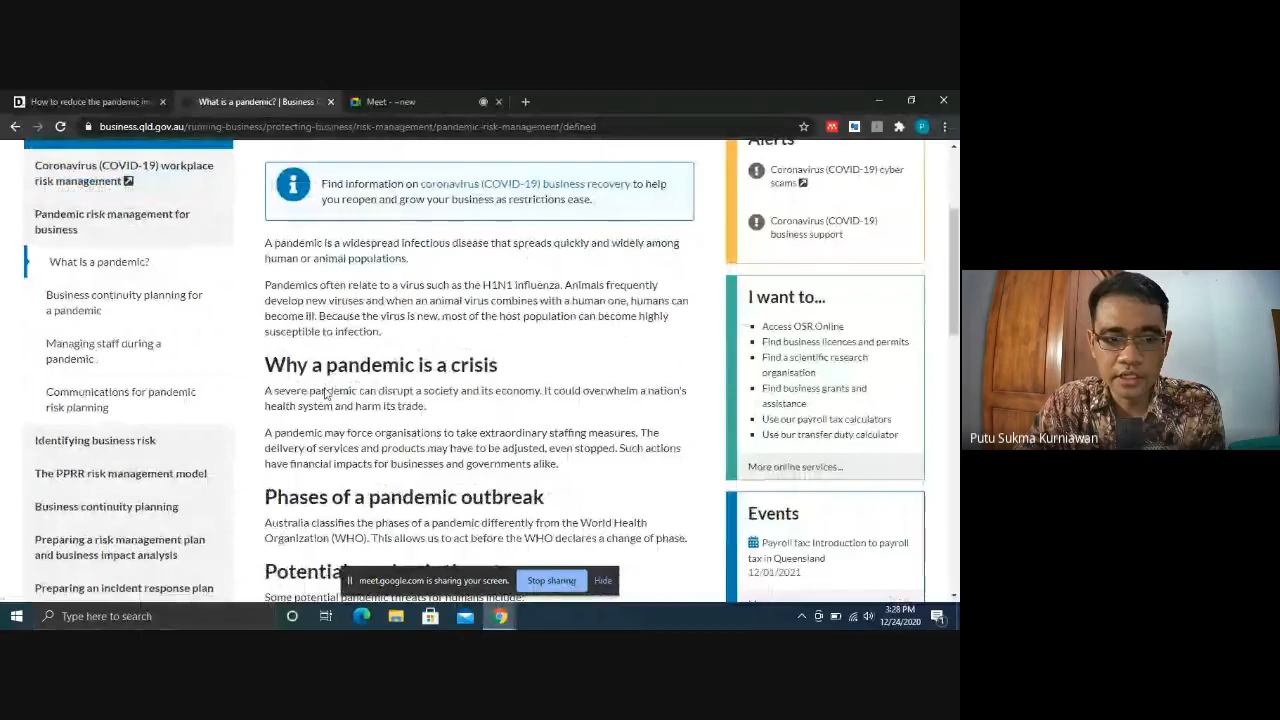 How to reduce the pandemic im
What is a pandemic? | Business
Meet - ~new
business.qld.gov.au/running-business/protecting-business/risk-management/pandemic-risk-management/defined
Coronavirus (COVID-19) workplace
risk management
Pandemic risk management for
business
What is a pandemic?
Business continuity planning for
a pandemic
Managing staff during a
pandemic
Communications for pandemic
risk planning
Identifying business risk
The PPRR risk management model
Business continuity planning
Preparing a risk management plan
and business impact analysis
Preparing an incident response plan
Find information on coronavirus (COVID-19) business recovery to help
you reopen and grow your business as restrictions ease.
A pandemic is a widespread infectious disease that spreads quickly and widely among
human or animal populations.
Pandemics often relate to a virus such as the H1N1 influenza. Animals frequently
develop new viruses and when an animal virus combines with a human one, humans can
become ill. Because the virus is new, most of the host population can become highly
susceptible to infection.
Why a pandemic is a crisis
A severe pandemic can disrupt a society and its economy. It could overwhelm a nation's
health system and harm its trade.
A pandemic may force organisations to take extraordinary staffing measures. The
delivery of services and products may have to be adjusted, even stopped. Such actions
have financial impacts for businesses and governments alike.
Phases of a pandemic outbreak
Australia classifies the phases of a pandemic differently from the World Health
Organization (WHO). This allows us to act before the WHO declares a change of phase.
Potential
Some potential pandemic threats for humans include:
Alerts
Coronavirus (COVID-19) cyber
scams
Coronavirus (COVID-19)
business support
I want to...
Access OSR Online
Find business licences and permits
Find a scientific research
organisation
Find business grants and
assistance
Use our payroll tax calculators
Use our transfer duty calculator
More online services...
Events
Payroll tax: Introduction to payroll
tax in Queensland
12/01/2021
meet.google.com is sharing your screen.
Stop sharing
Hide
Type here to search
3:28 PM
12/24/2020
Putu Sukma Kurniawan